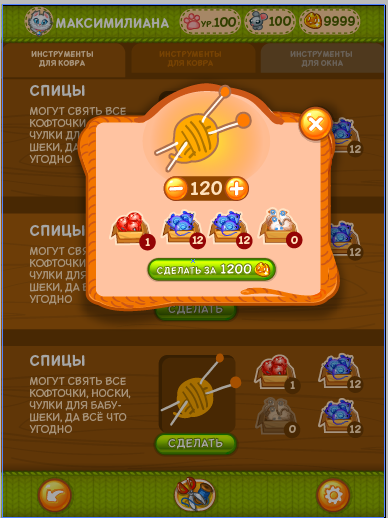 МАКСИМИЛИАНА
УР.100
100
9999
ИНСТРУМЕНТЫ
ДЛЯ КОВРА
ИНСТРУМЕНТЫ
ДЛЯ КОВРА
ИНСТРУМЕНТЫ
ДЛЯ ОКНА
СПИЦЫ
МОГУТ СВЯТЬ ВСЕ
КОФТОЧКИ
ЧУЛКИ ДЛ
ШЕКИ, ДА
УГОДНО
12
120
1
12
12
0
СДЕЛАТЬ ЗА 1200
СПИЦЫ
МОГУТ СВЯ
КОФТОЧКИ
ЧУЛКИ ДЛЯ
ШЕКИ, ДА
УГОДНО
12
СДЕЛАТЬ
СПИЦЫ
МОГУТ СВЯТЬ ВСЕ
КОФТОЧКИ, НОСКИ,
ЧУЛКИ ДЛЯ БАБУ-
ШЕКИ, ДА ВСЁ ЧТО
УГОДНО
1
12
0
12
СДЕЛАТЬ